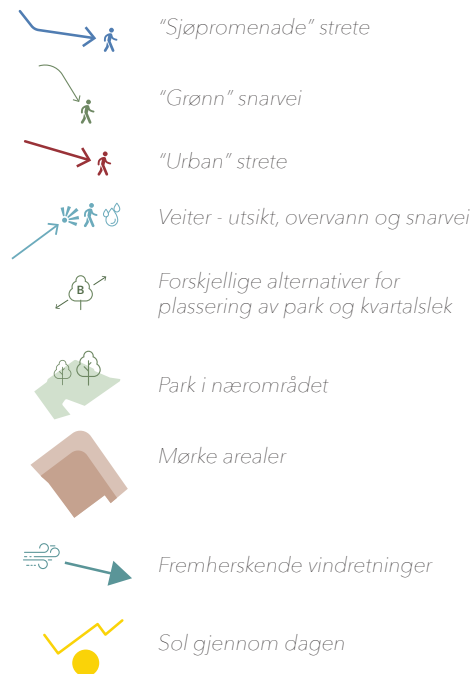 “Sjøpromenade” strete
“Grønn” snarvei
“Urban” strete
Veiter - utsikt, overvann og snarvei
B
Forskjellige alternativer for
plassering av park og kvartalslek
Park i nærområdet
Mørke arealer
Fremherskende vindretninger
Sol gjennom dagen